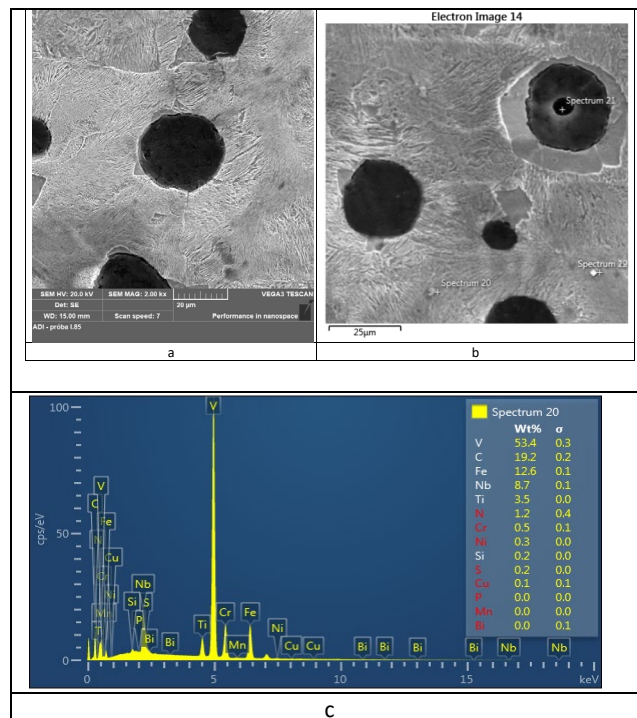 Electron Image 14
Spectrum 21
Spectrum 20
SEM HV: 20.0 kV SEM MAG: 2.00 kx VEGA3 TESCAN
Det: SE 20 µm
WD: 15.00 mm Scan speed: 7 Performance in nanospace
25µm
a b
100
50
0
cps/eV
V
C
V
Fe
N
Cu
Cr
Ni
Mn
Ti
Si
Nb
S
P
Bi
Bi
Ti
Cr
Mn
Fe
Ni
Cu
Cu
Bi
Bi
Bi
Bi
Nb
Nb
0 5 10 15 keV
Spectrum 20
Wt% σ
V 53.4 0.3
C 19.2 0.2
Fe 12.6 0.1
Nb 8.7 0.1
Ti 3.5 0.0
N 1.2 0.4
Cr 0.5 0.1
Ni 0.3 0.0
Si 0.2 0.0
S 0.2 0.0
Cu 0.1 0.1
P 0.0 0.0
Mn 0.0 0.0
Bi 0.0 0.1
C